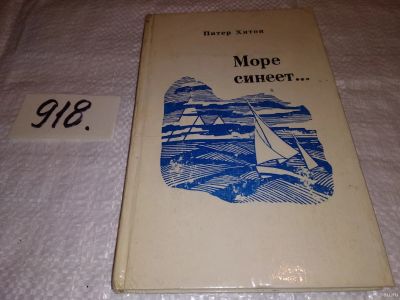 Питер Хитон
Море
синеет...
918.